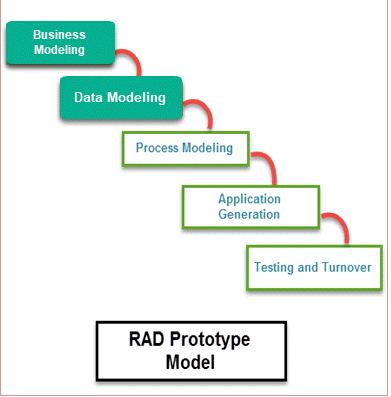 Business
Modeling
Data Modeling
Process Modeling
Application
Generation
Testing and Turnover
RAD Prototype
Model